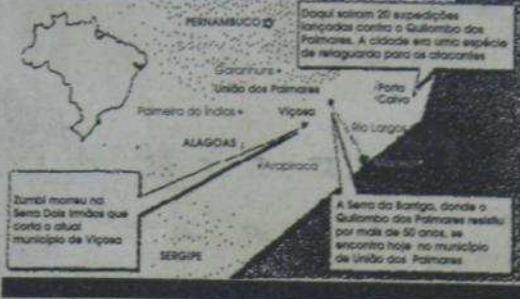 PERNAMBUCO
Daqui saíram 20 expedições
lançadas contra o Quilombo dos
Palmares. A cidade era uma espécie
de retaguarda para os atacantes
Garanhuns
União dos Palmares
Porto
Calvo
Palmeira do Índios
Viçosa
Rio Largo
ALAGOAS
Maceió
Arapiraca
Zumbi morreu na
Serra Dois Irmãos que
corta o atual
município de Viçosa
A Serra da Barriga, donde o
Quilombo dos Palmares resistiu
por mais de 50 anos, se
encontra hoje no município
de União dos Palmares
SERGIPE